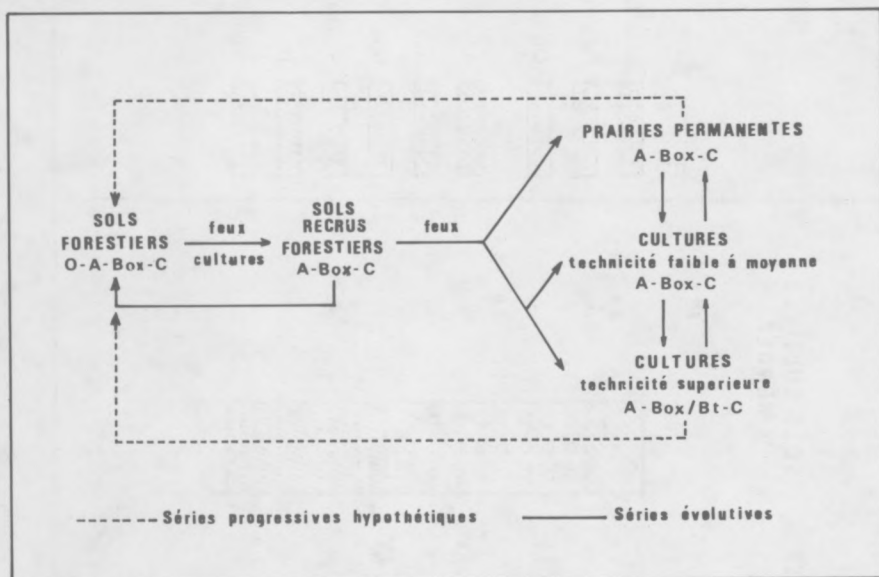 SOLS
FORESTIERS
O-A-Box-C
feux
cultures
SOLS
RECRUS
FORESTIERS
A-Box-C
feux
PRAIRIES PERMANENTES
A-Box-C
CULTURES
technicité faible à moyenne
A-Box-C
CULTURES
technicité superieure
A-Box/Bt-C
Séries progressives hypothétiques
Séries évolutives